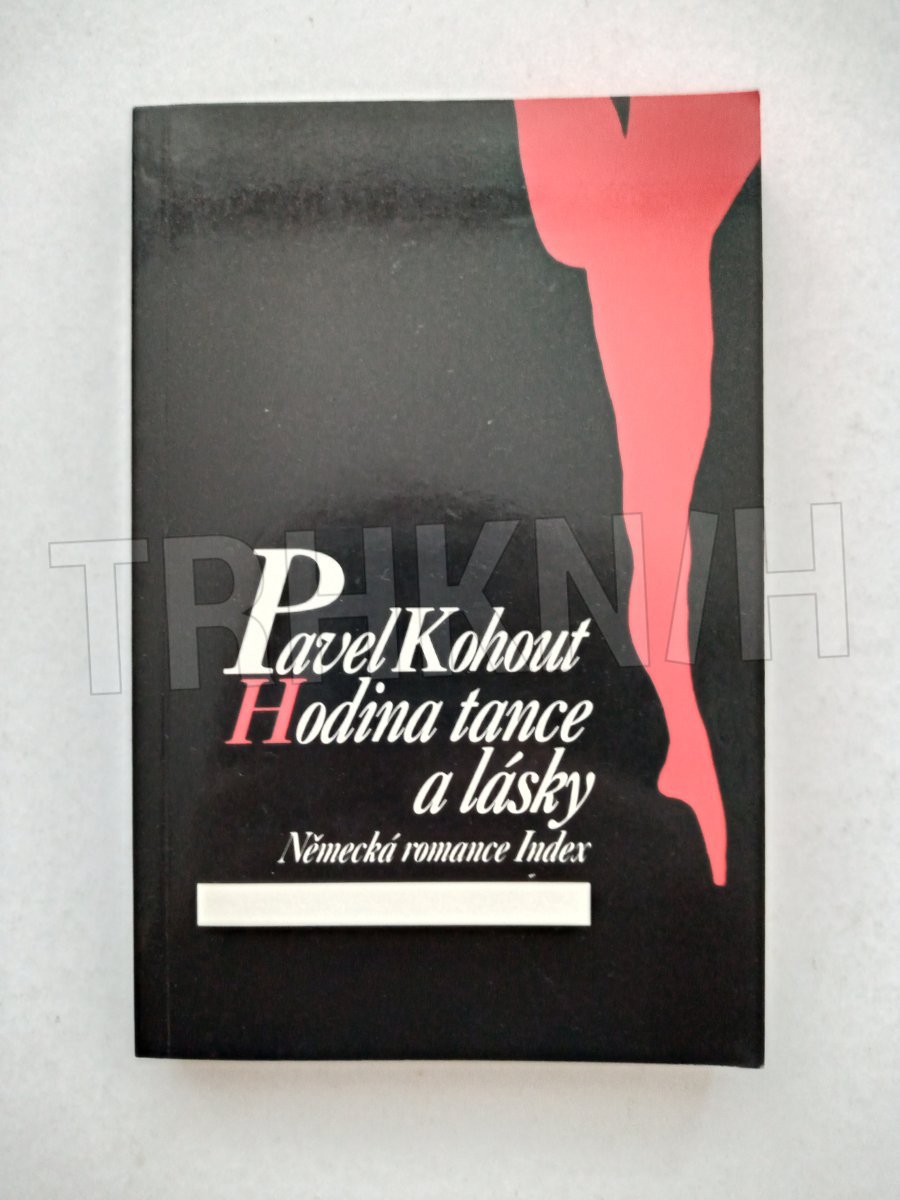 Pavel Kohout
Hodina tance
a lásky
Německá romance Index
TRHKNIH